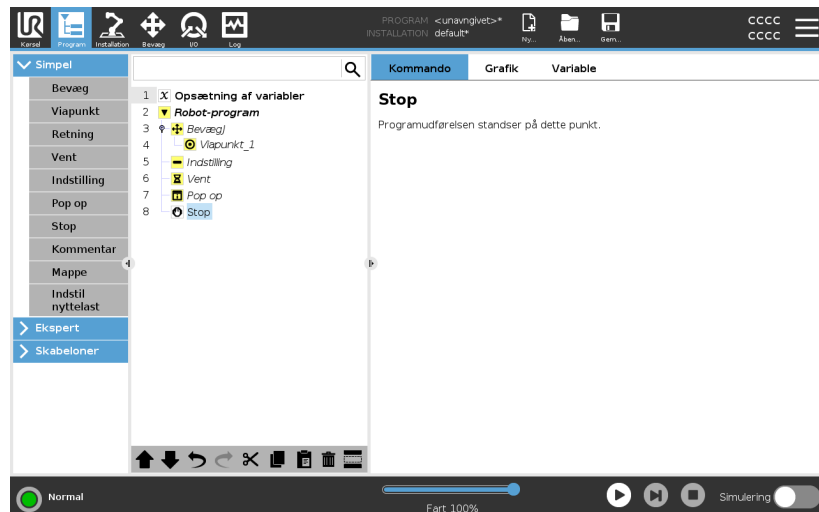 PROGRAM <unavngivet>*
INSTALLATION default*
UR
Kørsel Program Installation Bevæg I/O Log Ny... Åben... Gem...
CCCC
CCCC
Simpel
Bevæg
Viapunkt
Retning
Vent
Indstilling
Pop op
Stop
Kommentar
Mappe
Indstil
nyttelast
Ekspert
Skabeloner
1 X Opsætning af variabler
2 Robot-program
3 BevægJ
4 Viapunkt_1
5 Indstilling
6 Vent
7 Pop op
8 Stop
Kommando Grafik Variable
Stop
Programudførelsen standser på dette punkt.
Normal
Fart 100%
Simulering